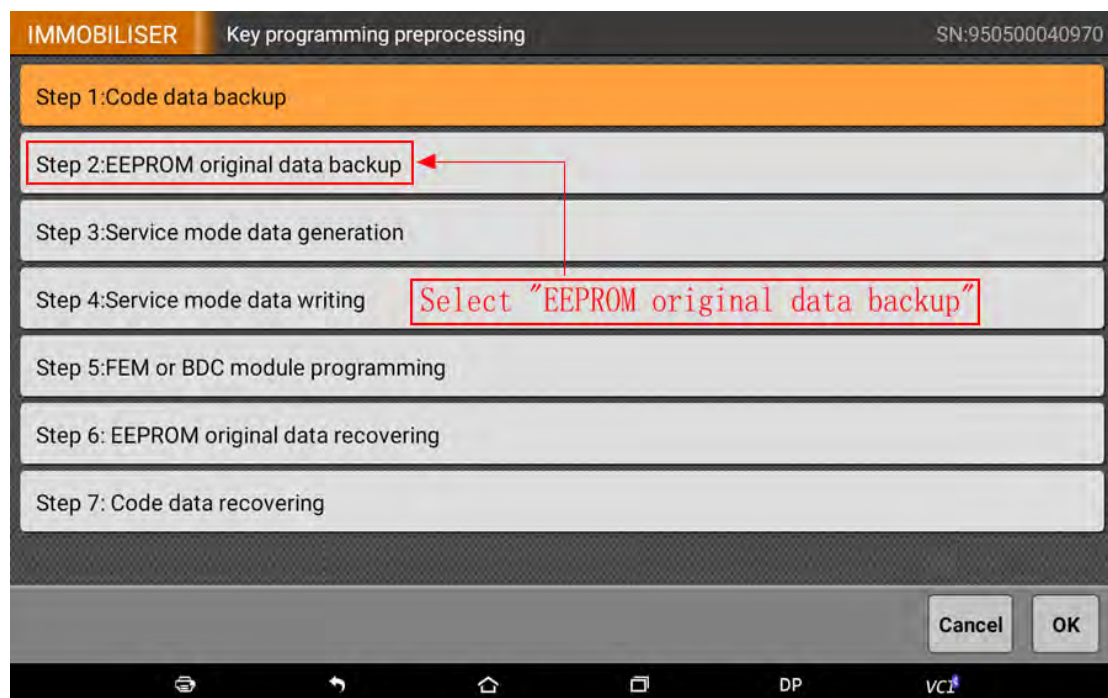 IMMOBILISER Key programming preprocessing SN:950500040970
Step 1:Code data backup
Step 2:EEPROM original data backup
Step 3:Service mode data generation
Step 4:Service mode data writing
Select "EEPROM original data backup"
Step 5:FEM or BDC module programming
Step 6: EEPROM original data recovering
Step 7: Code data recovering
Cancel OK
DP VCI